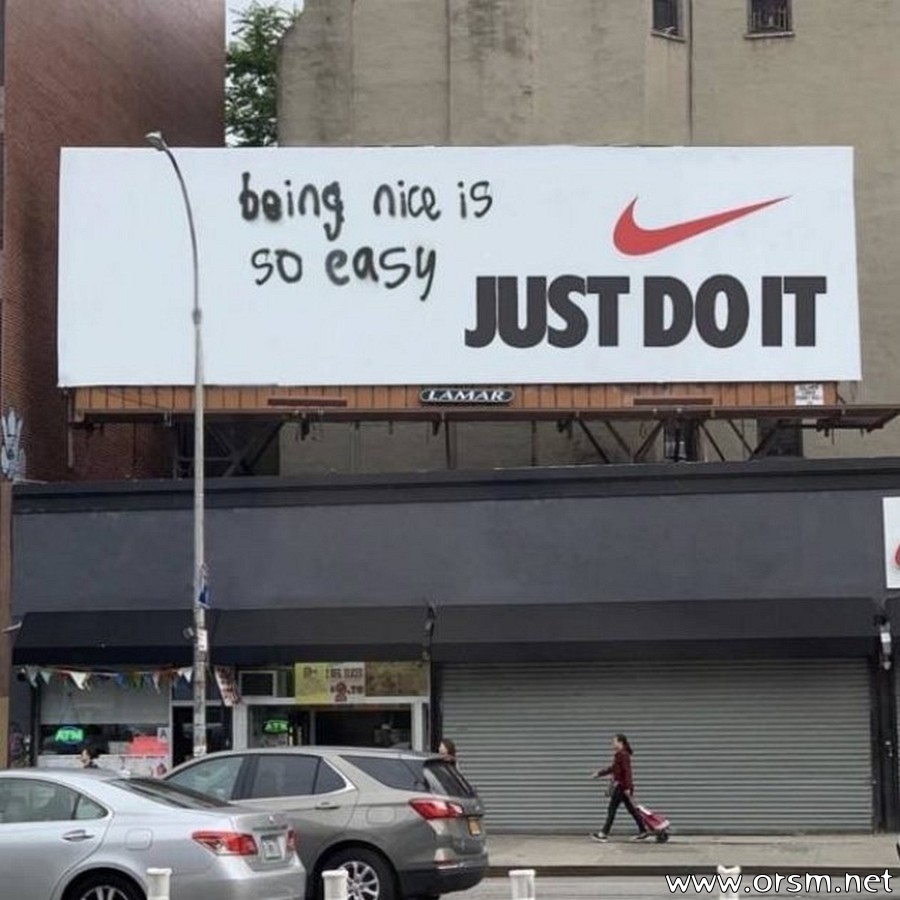 being nice is
so easy
JUST DO IT
LAMAR
ATM
ATM
www.orsm.net